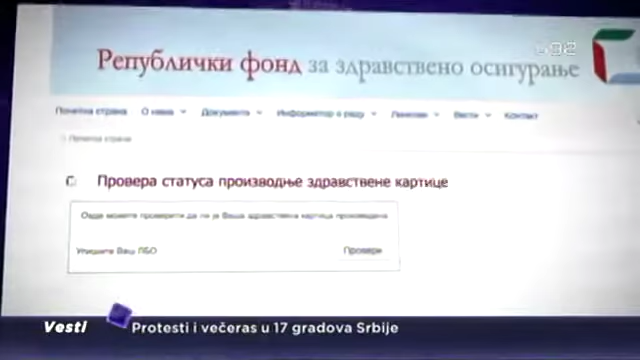 B92
Републички фонд за здравствено осигурање
Почетна страна О нама Документа Информатор о раду Линкови Вести Контакт
Почетна страна
Провера статуса производње здравствене картице
Овде можете проверити да ли је Ваша здравствена картица произведена
Упишите Ваш ЛБО Провери
Vesti Protesti i večeras u 17 gradova Srbije